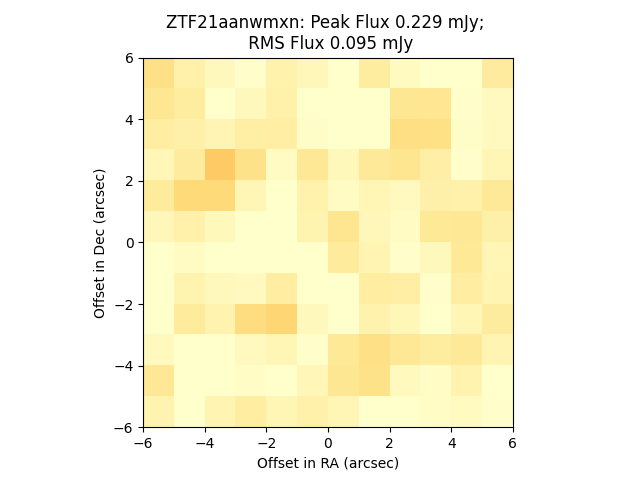 ZTF21aanwmxn: Peak Flux 0.229 mJy;
RMS Flux 0.095 mJy
6
4
2
0
−2
−4
−6
Offset in Dec (arcsec)
−6 −4 −2 0 2 4 6
Offset in RA (arcsec)